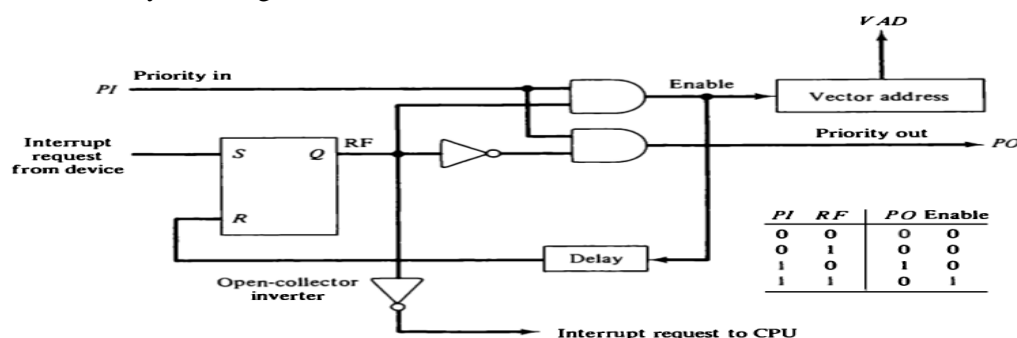 VAD
PI
Priority in
Enable
Vector address
Interrupt
request
from device
S
Q
RF
Priority out
PO
R
Delay
Open-collector
inverter
Interrupt request to CPU
PI RF PO Enable
0 0 0 0
0 1 0 0
1 0 1 0
1 1 0 1